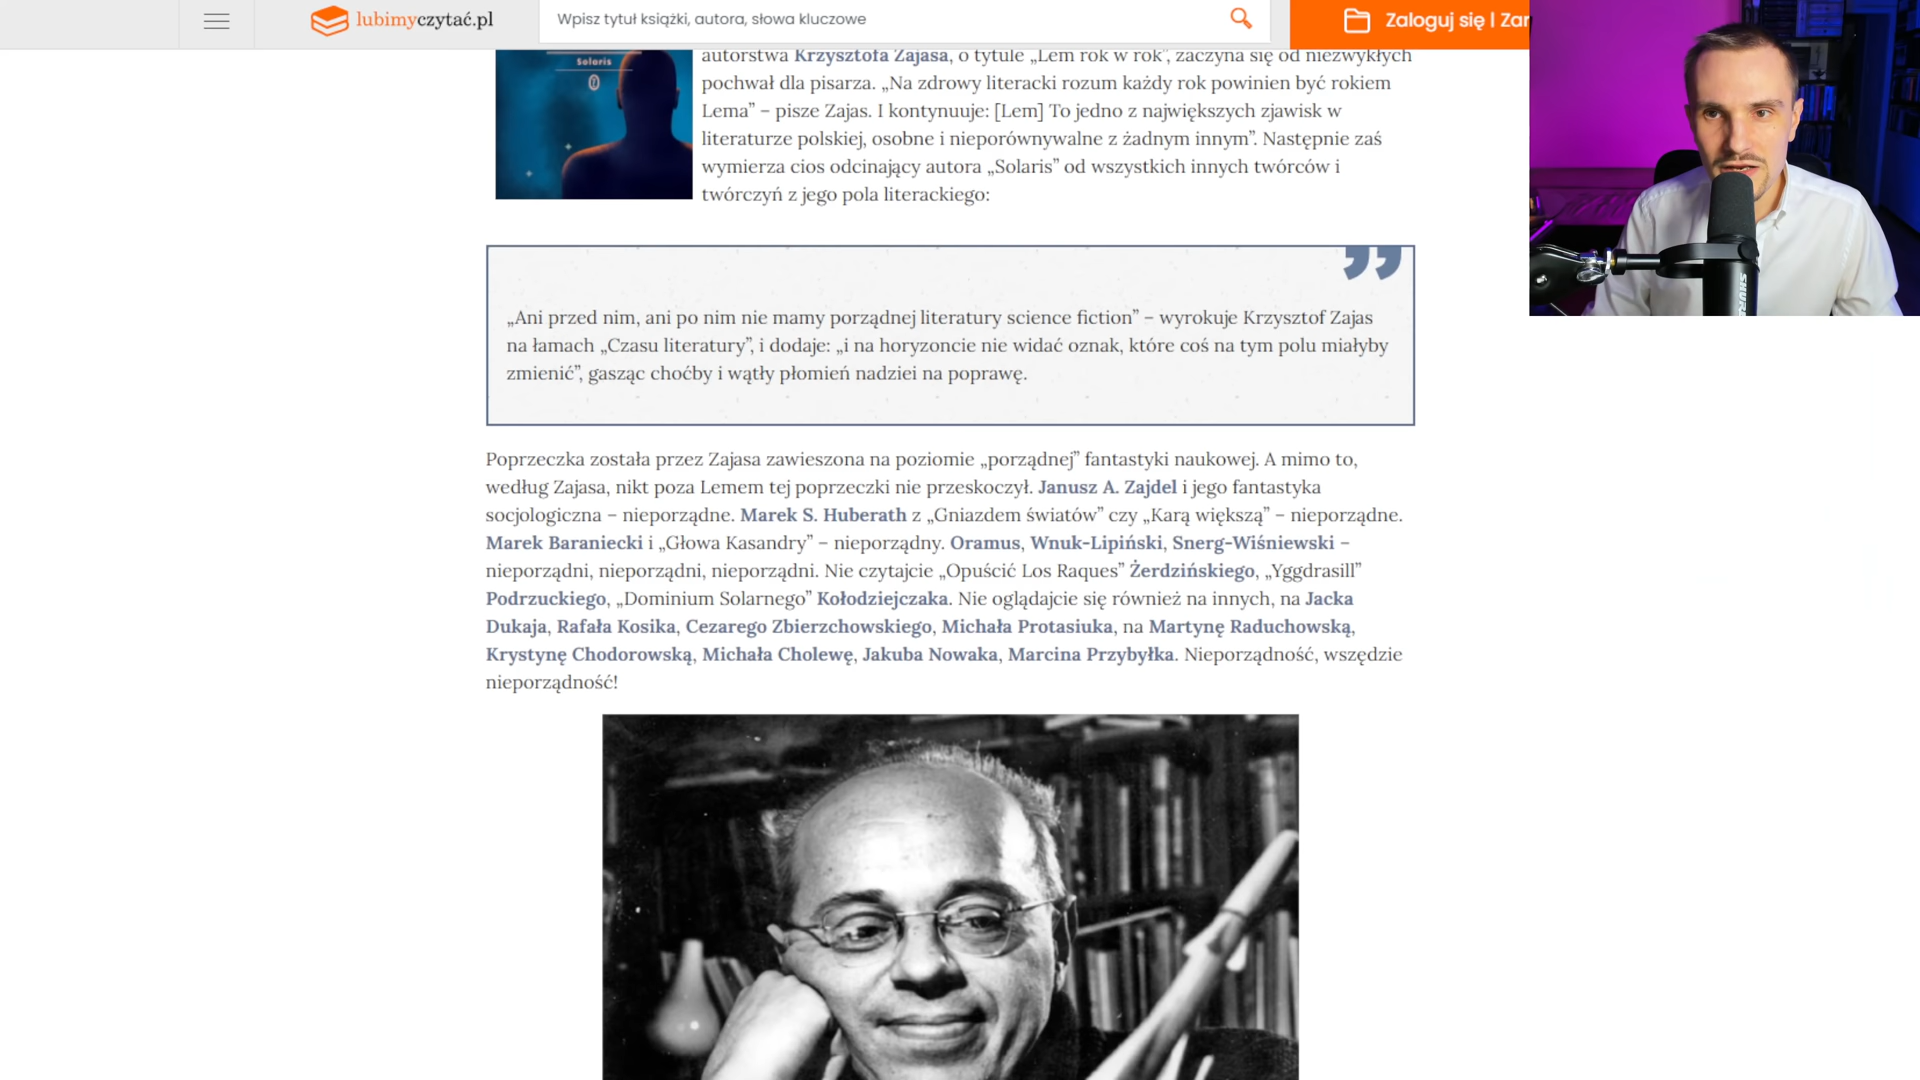 lubimyczytać.pl
Wpisz tytuł książki, autora, słowa kluczowe
Zaloguj się |
Solaris
autorstwa Krzysztofa Zajasa, o tytule „Lem rok w rok”, zaczyna się od niezwykłych
pochwał dla pisarza. „Na zdrowy literacki rozum każdy rok powinien być rokiem
Lema” – pisze Zajas. I kontynuuje: [Lem] To jedno z największych zjawisk w
literaturze polskiej, osobne i nieporównywalne z żadnym innym”. Następnie zaś
wymierza cios odcinający autora „Solaris” od wszystkich innych twórców i
twórczyń z jego pola literackiego:
”
„Ani przed nim, ani po nim nie mamy porządnej literatury science fiction” – wyrokuje Krzysztof Zajas
na łamach „Czasu literatury”, i dodaje: „i na horyzoncie nie widać oznak, które coś na tym polu miałyby
zmienić”, gasząc choćby i wątły płomień nadziei na poprawę.
Poprzeczka została przez Zajasa zawieszona na poziomie „porządnej” fantastyki naukowej. A mimo to,
według Zajasa, nikt poza Lemem tej poprzeczki nie przeskoczył. Janusz A. Zajdel i jego fantastyka
socjologiczna – nieporządne. Marek S. Huberath z „Gniazdem światów” czy „Karą większą” – nieporządne.
Marek Baraniecki i „Głowa Kasandry” – nieporządny. Oramus, Wnuk-Lipiński, Snerg-Wiśniewski –
nieporządni, nieporządni, nieporządni. Nie czytajcie „Opuścić Los Raques” Żerdzińskiego, „Yggdrasill”
Podrzuckiego, „Dominium Solarnego” Kołodziejczaka. Nie oglądajcie się również na innych, na Jacka
Dukaja, Rafała Kosika, Cezarego Zbierzchowskiego, Michała Protasiuka, na Martynę Raduchowską,
Krystynę Chodorowską, Michała Cholewę, Jakuba Nowaka, Marcina Przybyłka. Nieporządność, wszędzie
nieporządność!
SHURE